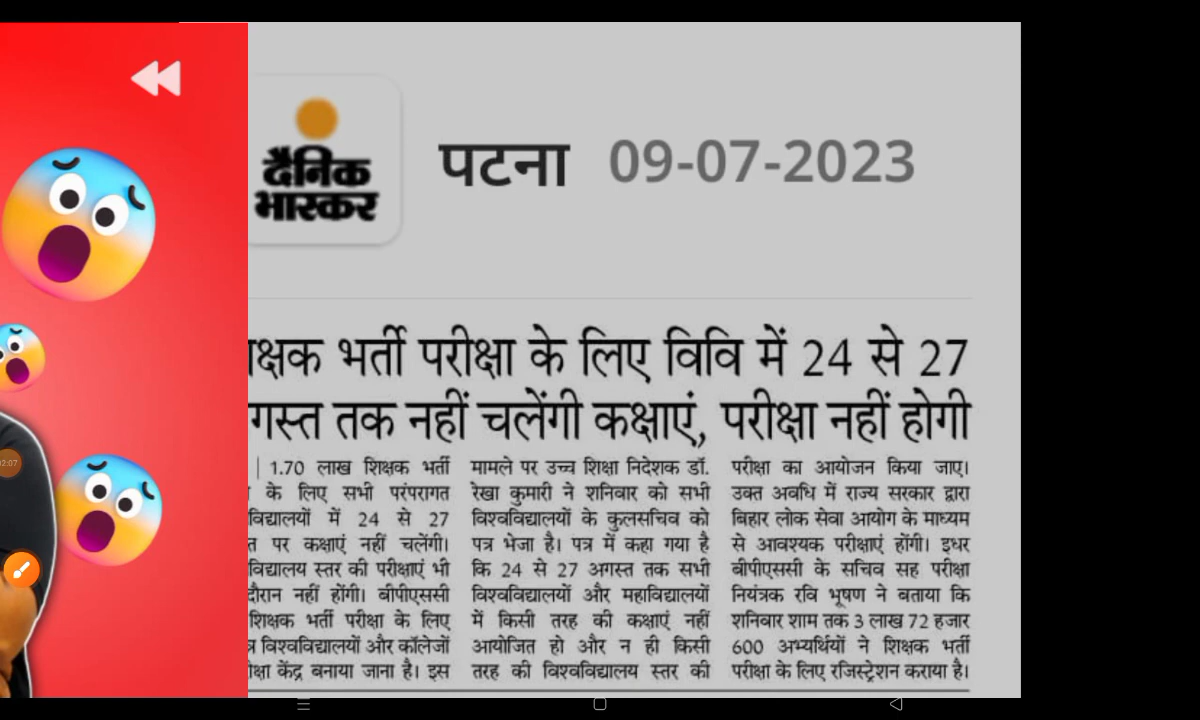 दैनिक
भास्कर
पटना 09-07-2023
भर्ती परीक्षा के लिए विवि में 24 से 27
तक नहीं चलेंगी कक्षाएं, परीक्षा नहीं होगी
1.70 लाख शिक्षक भर्ती
के लिए सभी परंपरागत
में 24 से 27
पर कक्षाएं नहीं चलेंगी।
स्तर की परीक्षाएं भी
नहीं होंगी। बीपीएससी
शिक्षक भर्ती परीक्षा के लिए
विश्वविद्यालयों और कॉलेजों
केंद्र बनाया जाना है। इस
मामले पर उच्च शिक्षा निदेशक डॉ.
रेखा कुमारी ने शनिवार को सभी
विश्वविद्यालयों के कुलसचिव को
पत्र भेजा है। पत्र में कहा गया है
कि 24 से 27 अगस्त तक सभी
विश्वविद्यालयों और महाविद्यालयों
में किसी तरह की कक्षाएं नहीं
आयोजित हो और न ही किसी
तरह की विश्वविद्यालय स्तर की
परीक्षा का आयोजन किया जाए।
उक्त अवधि में राज्य सरकार द्वारा
बिहार लोक सेवा आयोग के माध्यम
से आवश्यक परीक्षाएं होंगी। इधर
बीपीएससी के सचिव सह परीक्षा
नियंत्रक रवि भूषण ने बताया कि
शनिवार शाम तक 3 लाख 72 हजार
600 अभ्यर्थियों ने शिक्षक भर्ती
परीक्षा के लिए रजिस्ट्रेशन कराया है।